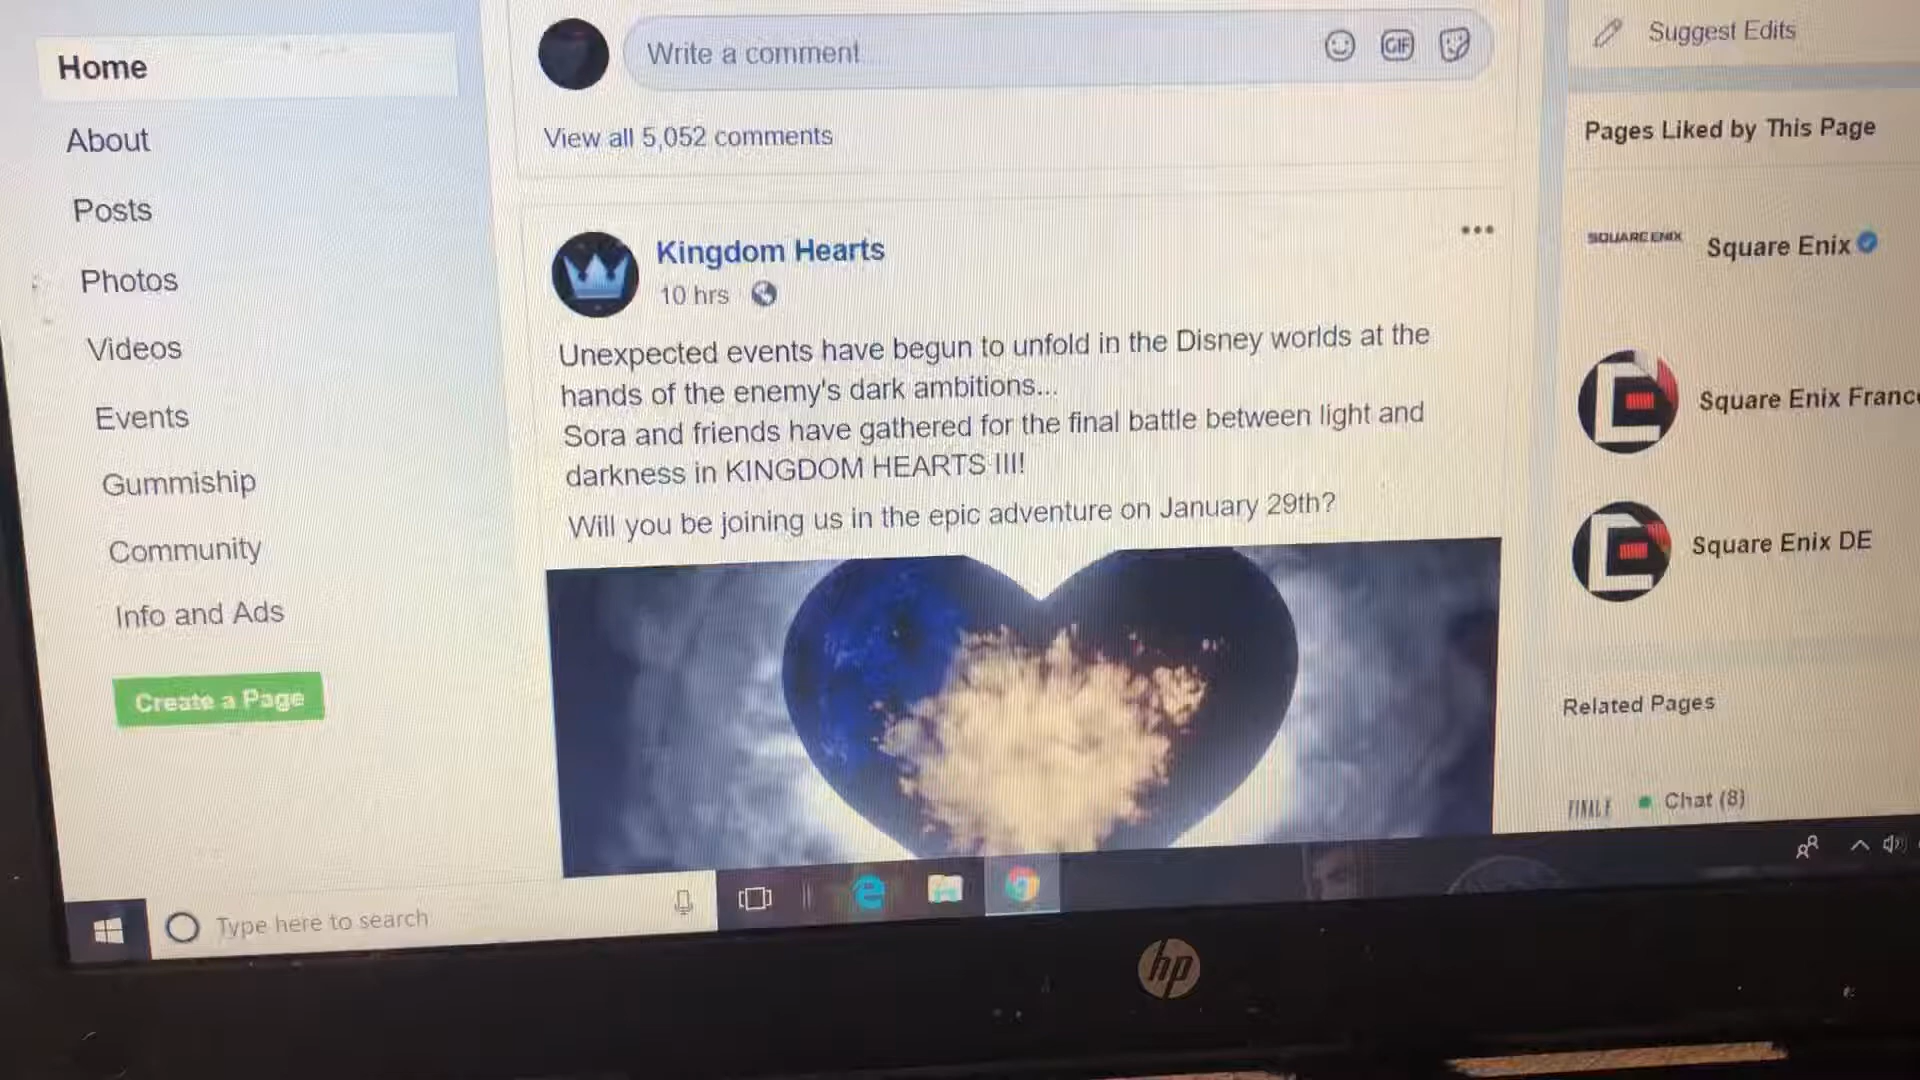 Home
About
Posts
Photos
Videos
Events
Gummiship
Community
Info and Ads
Create a Page
Write a comment...
GIF
View all 5,052 comments
Kingdom Hearts
10 hrs
Unexpected events have begun to unfold in the Disney worlds at the
hands of the enemy's dark ambitions...
Sora and friends have gathered for the final battle between light and
darkness in KINGDOM HEARTS III!
Will you be joining us in the epic adventure on January 29th?
Suggest Edits
Pages Liked by This Page
SQUARE ENIX
Square Enix
Square Enix Franc
Square Enix DE
Related Pages
FINAL F
Chat (8)
Type here to search
hp